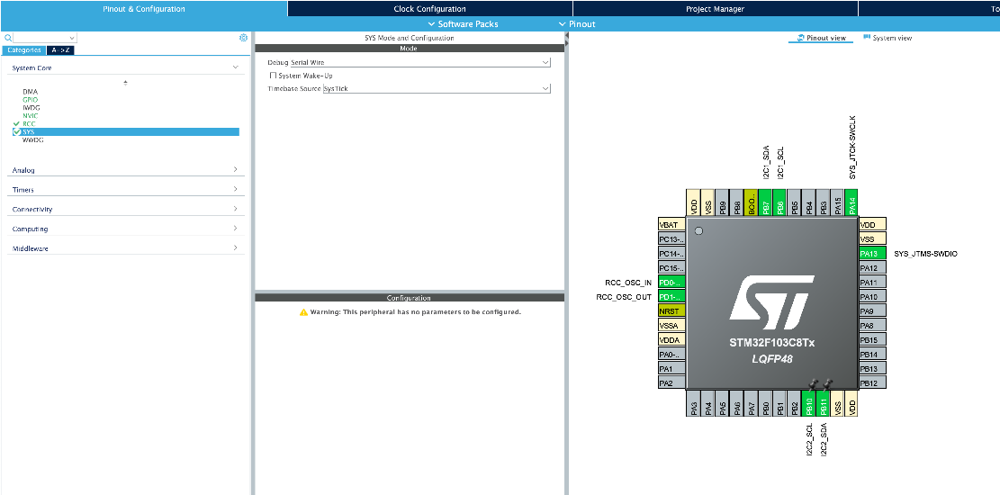 Pinout & Configuration
Clock Configuration
Project Manager
To
Software Packs
Pinout
Categories
A->Z
System Core
DMA
GPIO
IWDG
NVIC
RCC
SYS
WWDG
Analog
Timers
Connectivity
Computing
Middleware
SYS Mode and Configuration
Mode
Debug Serial Wire
System Wake-Up
Timebase Source SysTick
Configuration
Warning: This peripheral has no parameters to be configured.
Pinout view
System view
I2C1_SDA
I2C1_SCL
SYS_JTCK-SWCLK
VDD
VSS
PB9
PB8
BOO...
PB7
PB6
PB5
PB4
PB3
PA15
PA14
VBAT
PC13-..
PC14-..
PC15-..
RCC_OSC_IN PD0-..
RCC_OSC_OUT PD1-..
NRST
VSSA
VDDA
PA0-..
PA1
PA2
STM32F103C8Tx
LQFP48
VDD
VSS
PA13 SYS_JTMS-SWDIO
PA12
PA11
PA10
PA9
PA8
PB15
PB14
PB13
PB12
PA3
PA4
PA5
PA6
PA7
PB0
PB1
PB2
PB10
PB11
VSS
VDD
I2C2_SCL
I2C2_SDA